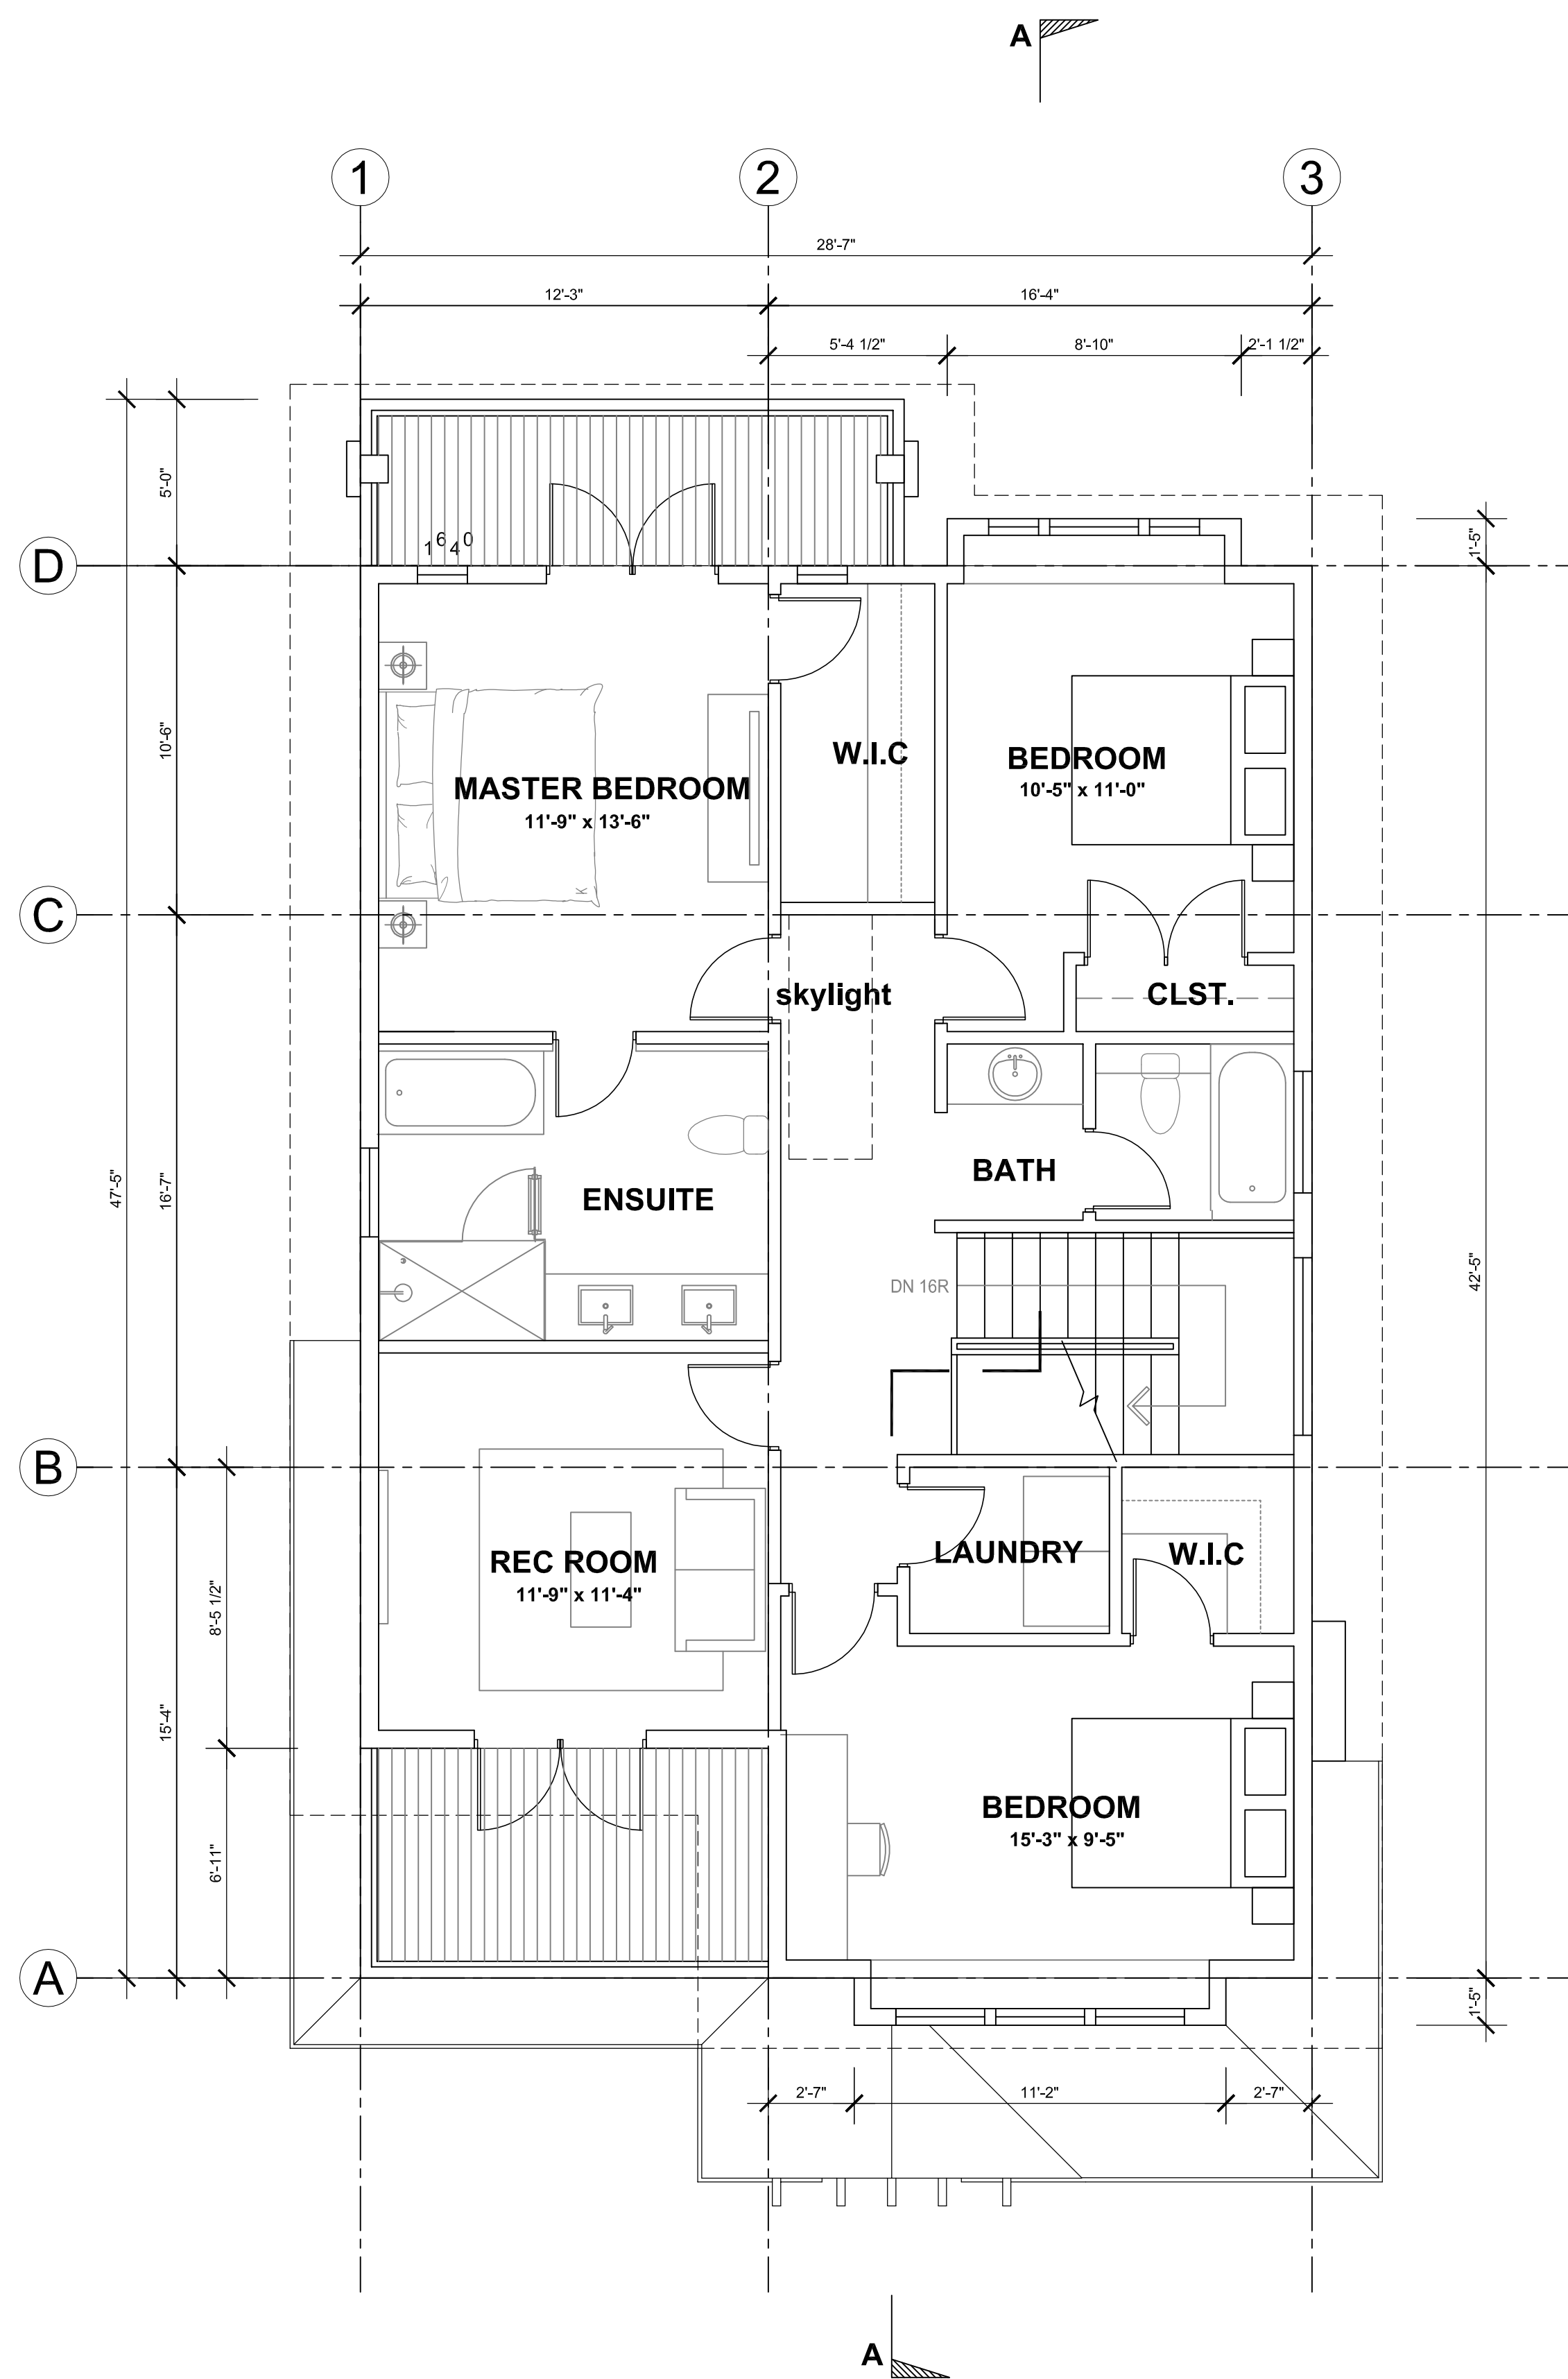 A
1 2 3
28'-7"
12'-3" 16'-4"
5'-4 1/2" 8'-10" 2'-1 1/2"
5'-0"
1640
1'-5"
D
10'-6"
W.I.C
BEDROOM
10'-5" x 11'-0"
MASTER BEDROOM
11'-9" x 13'-6"
C
skylight
CLST.
47'-5"
16'-7"
BATH
ENSUITE
42'-5"
DN 16R
B
LAUNDRY
W.I.C
REC ROOM
11'-9" x 11'-4"
8'-5 1/2"
15'-4"
BEDROOM
15'-3" x 9'-5"
6'-11"
A
1'-5"
2'-7" 11'-2" 2'-7"
A